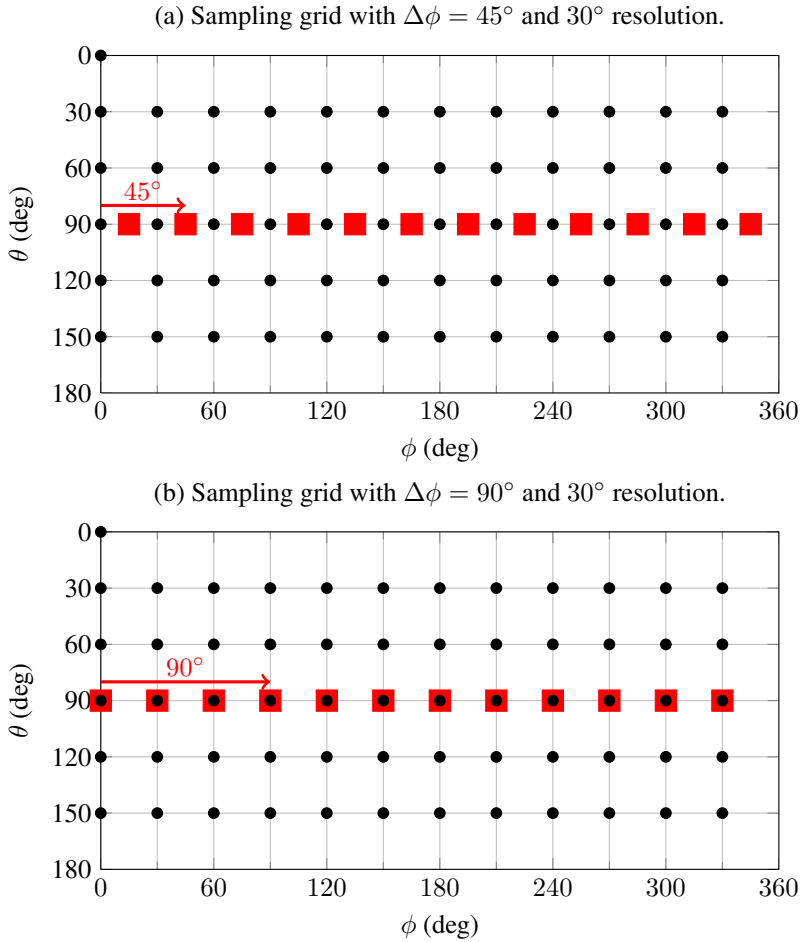 (a) Sampling grid with Δϕ = 45° and 30° resolution.
0
30
60
45°
90
120
150
180
θ (deg)
0 60 120 180 240 300 360
ϕ (deg)
(b) Sampling grid with Δϕ = 90° and 30° resolution.
0
30
60
90°
90
120
150
180
θ (deg)
0 60 120 180 240 300 360
ϕ (deg)